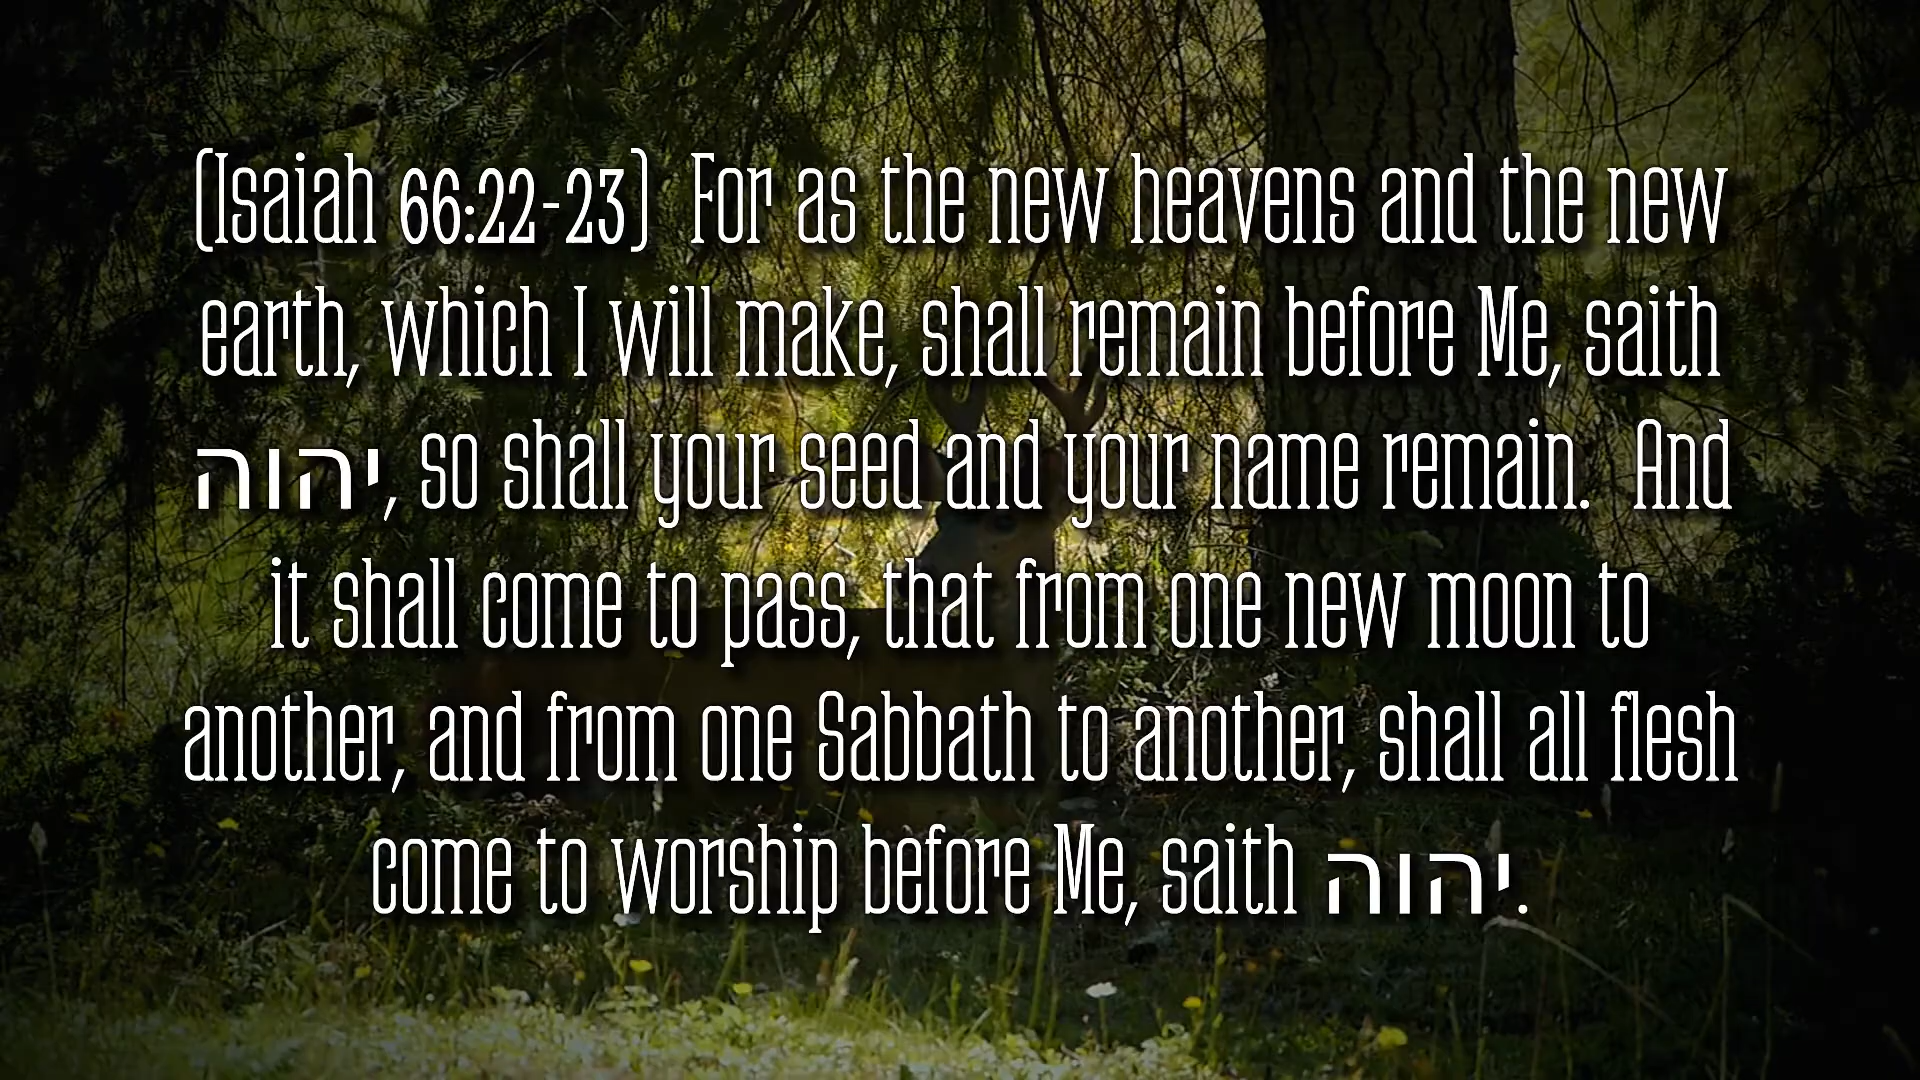 (Isaiah 66:22-23)  For as the new heavens and the new
earth, which I will make, shall remain before Me, saith
יהוה, so shall your seed and your name remain.  And
it shall come to pass, that from one new moon to
another, and from one Sabbath to another, shall all flesh
come to worship before Me, saith יהוה.